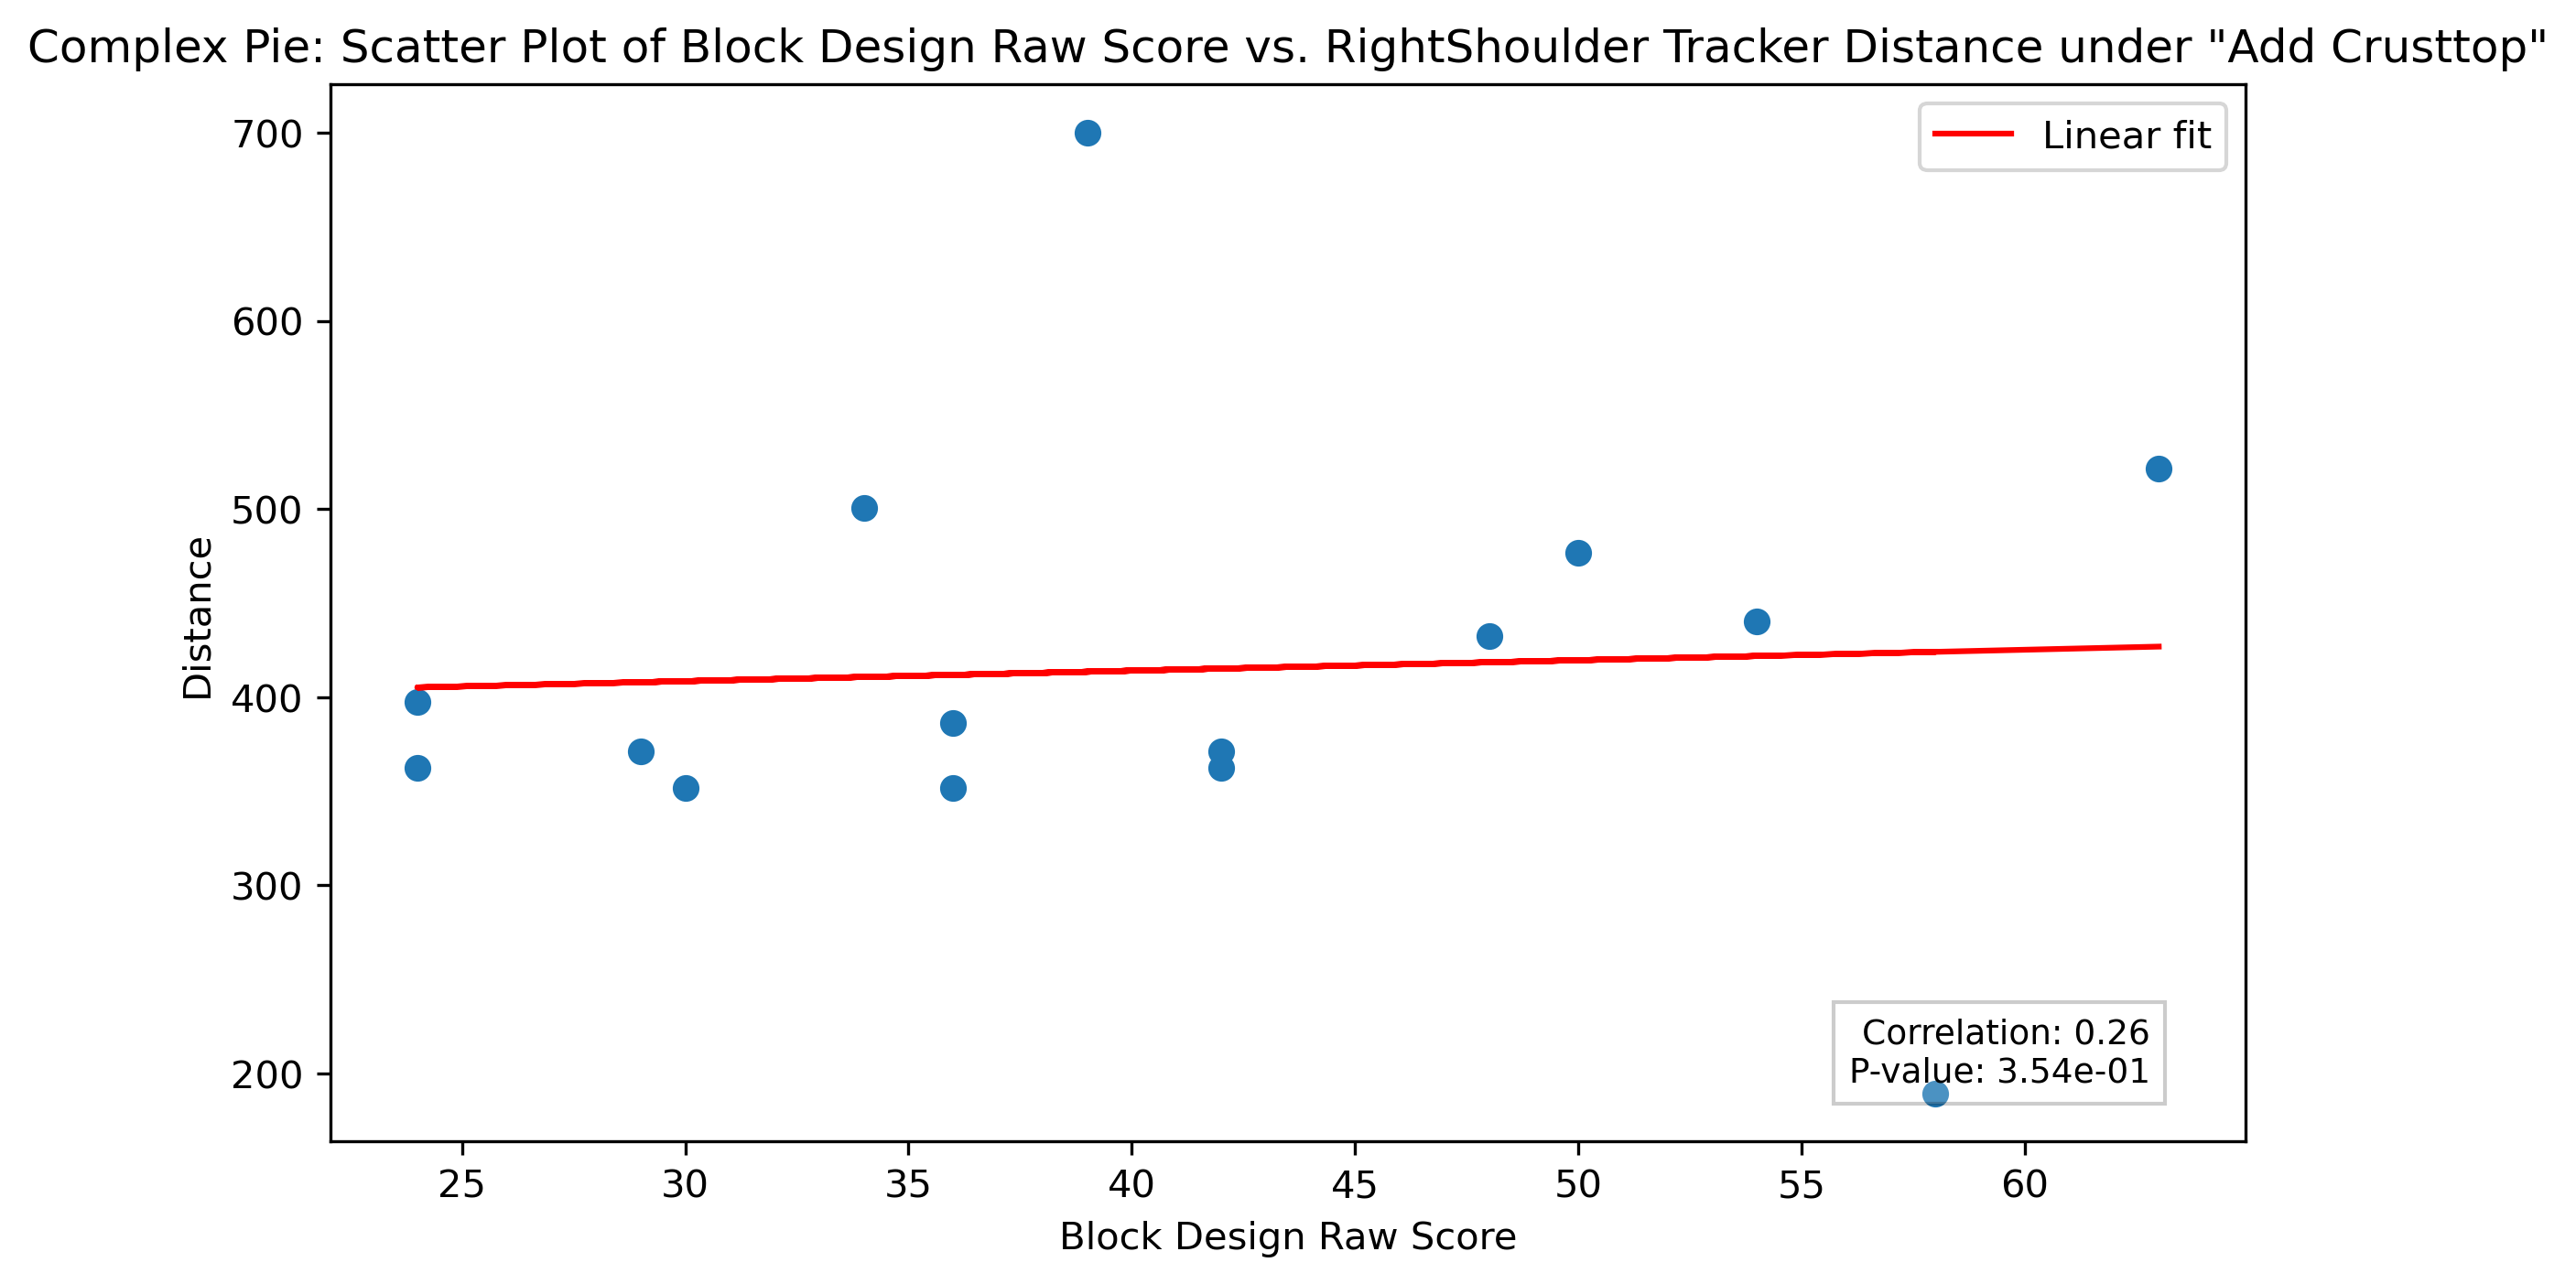 Complex Pie: Scatter Plot of Block Design Raw Score vs. RightShoulder Tracker Distance under "Add Crusttop"
Linear fit
700
600
500
400
300
200
Distance
Correlation: 0.26
P-value: 3.54e-01
25 30 35 40 45 50 55 60
Block Design Raw Score